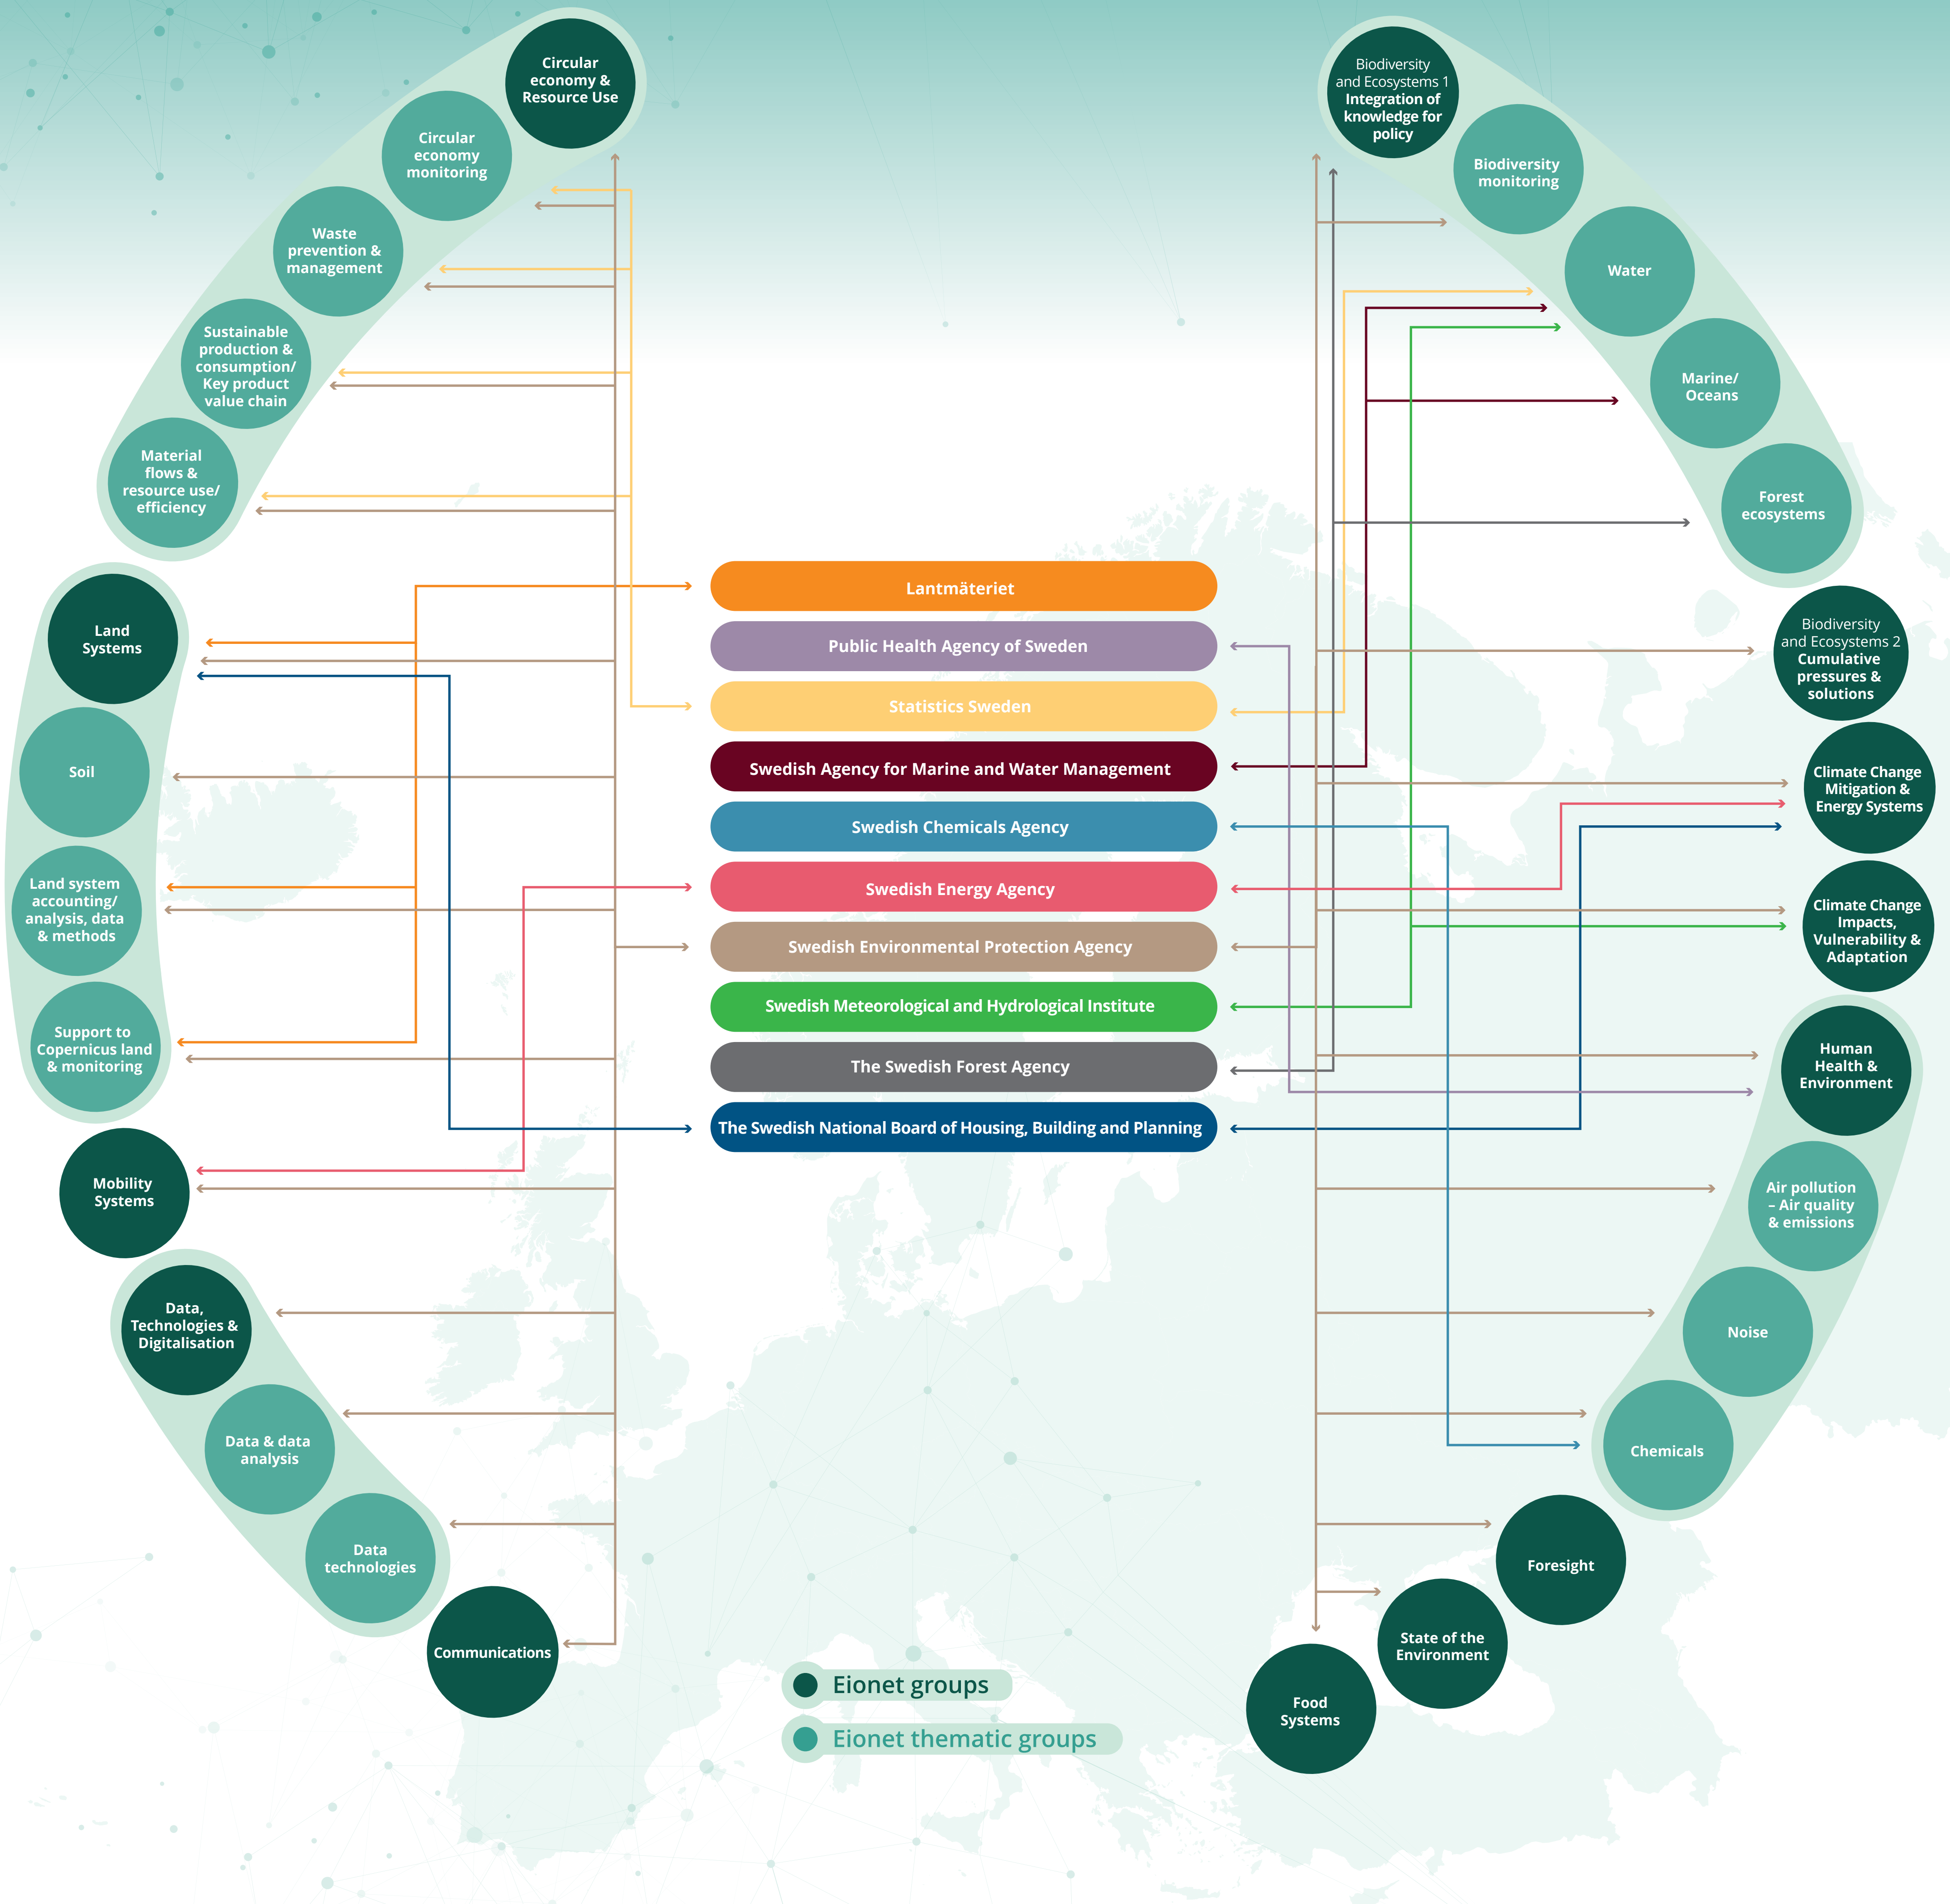 Circular
economy &
Resource Use
Circular
economy
monitoring
Waste
prevention &
management
Sustainable
production &
consumption/
Key product
value chain
Material
flows &
resource use/
efficiency
Land
Systems
Soil
Land system
accounting/
analysis, data
& methods
Support to
Copernicus land
& monitoring
Mobility
Systems
Data,
Technologies &
Digitalisation
Data & data
analysis
Data
technologies
Communications
Lantmäteriet
Public Health Agency of Sweden
Statistics Sweden
Swedish Agency for Marine and Water Management
Swedish Chemicals Agency
Swedish Energy Agency
Swedish Environmental Protection Agency
Swedish Meteorological and Hydrological Institute
The Swedish Forest Agency
The Swedish National Board of Housing, Building and Planning
Biodiversity
and Ecosystems 1
Integration of
knowledge for
policy
Biodiversity
monitoring
Water
Marine/
Oceans
Forest
ecosystems
Biodiversity
and Ecosystems 2
Cumulative
pressures &
solutions
Climate Change
Mitigation &
Energy Systems
Climate Change
Impacts,
Vulnerability &
Adaptation
Human
Health &
Environment
Air pollution
– Air quality
& emissions
Noise
Chemicals
Foresight
State of the
Environment
Food
Systems
Eionet groups
Eionet thematic groups